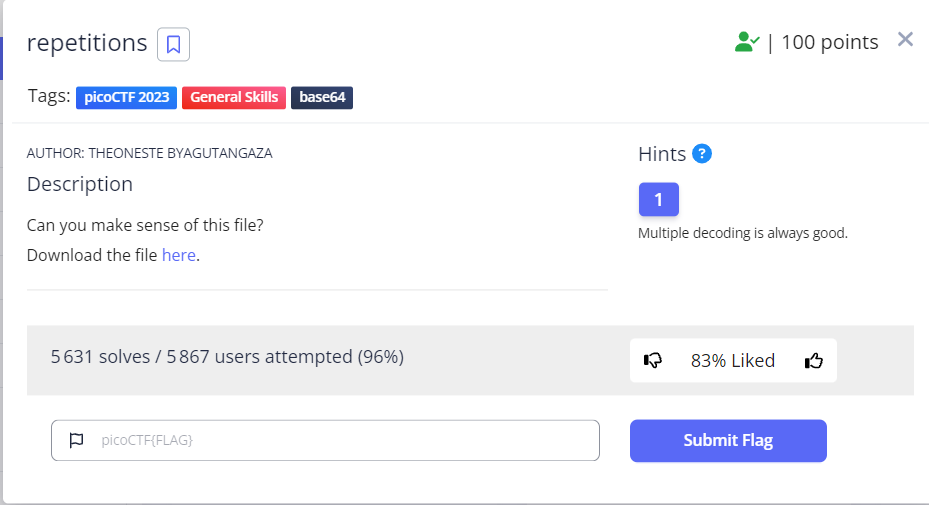 repetitions
| 100 points
Tags: picoCTF 2023 General Skills base64
AUTHOR: THEONESTE BYAGUTANGAZA
Description
Can you make sense of this file?
Download the file here.
Hints ?
1
Multiple decoding is always good.
5 631 solves / 5 867 users attempted (96%)
83% Liked
picoCTF{FLAG}
Submit Flag